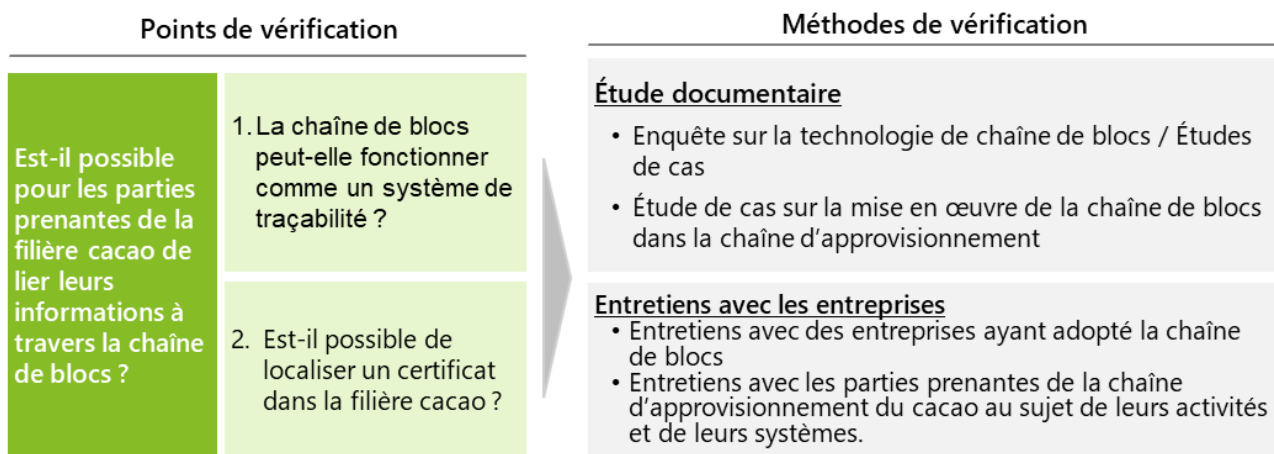 Points de vérification
Méthodes de vérification
Est-il possible
pour les parties
prenantes de la
filière cacao de
lier leurs
informations à
travers la chaîne
de blocs ?
1. La chaîne de blocs
peut-elle fonctionner
comme un système de
traçabilité ?
2. Est-il possible de
localiser un certificat
dans la filière cacao ?
Étude documentaire
• Enquête sur la technologie de chaîne de blocs / Études
de cas
• Étude de cas sur la mise en œuvre de la chaîne de blocs
dans la chaîne d'approvisionnement
Entretiens avec les entreprises
• Entretiens avec des entreprises ayant adopté la chaîne
de blocs
• Entretiens avec les parties prenantes de la chaîne
d'approvisionnement du cacao au sujet de leurs activités
et de leurs systèmes.